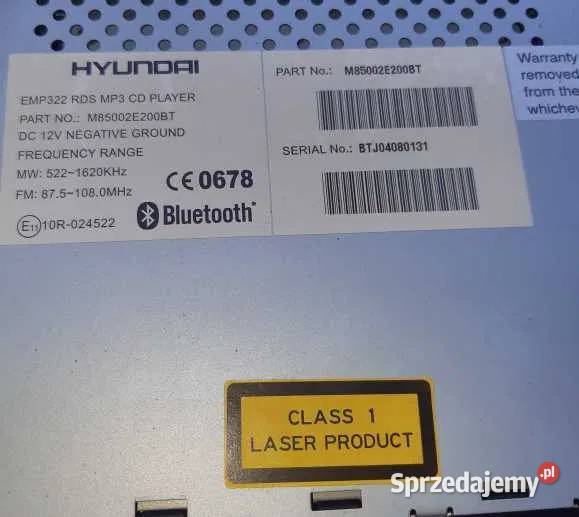 HYUNDAI
EMP322 RDS MP3 CD PLAYER
PART NO.: M85002E200BT
DC 12V NEGATIVE GROUND
FREQUENCY RANGE
MW: 522~1620KHz
FM: 87.5~108.0MHz
CE 0678
E11 10R-024522
Bluetooth®
PART No.: M85002E200BT
SERIAL No.: BTJ04080131
Warranty
removed
from the
whichev
CLASS 1
LASER PRODUCT
Sprzedajemy.pl